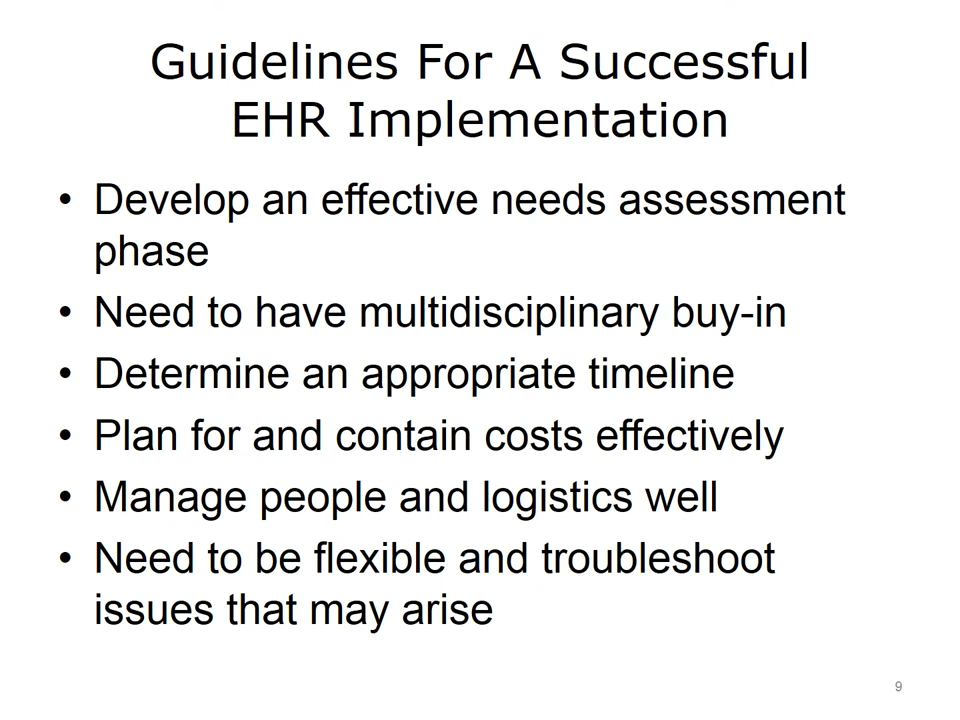 Guidelines For A Successful
EHR Implementation
• Develop an effective needs assessment
phase
• Need to have multidisciplinary buy-in
• Determine an appropriate timeline
• Plan for and contain costs effectively
• Manage people and logistics well
• Need to be flexible and troubleshoot
issues that may arise
9